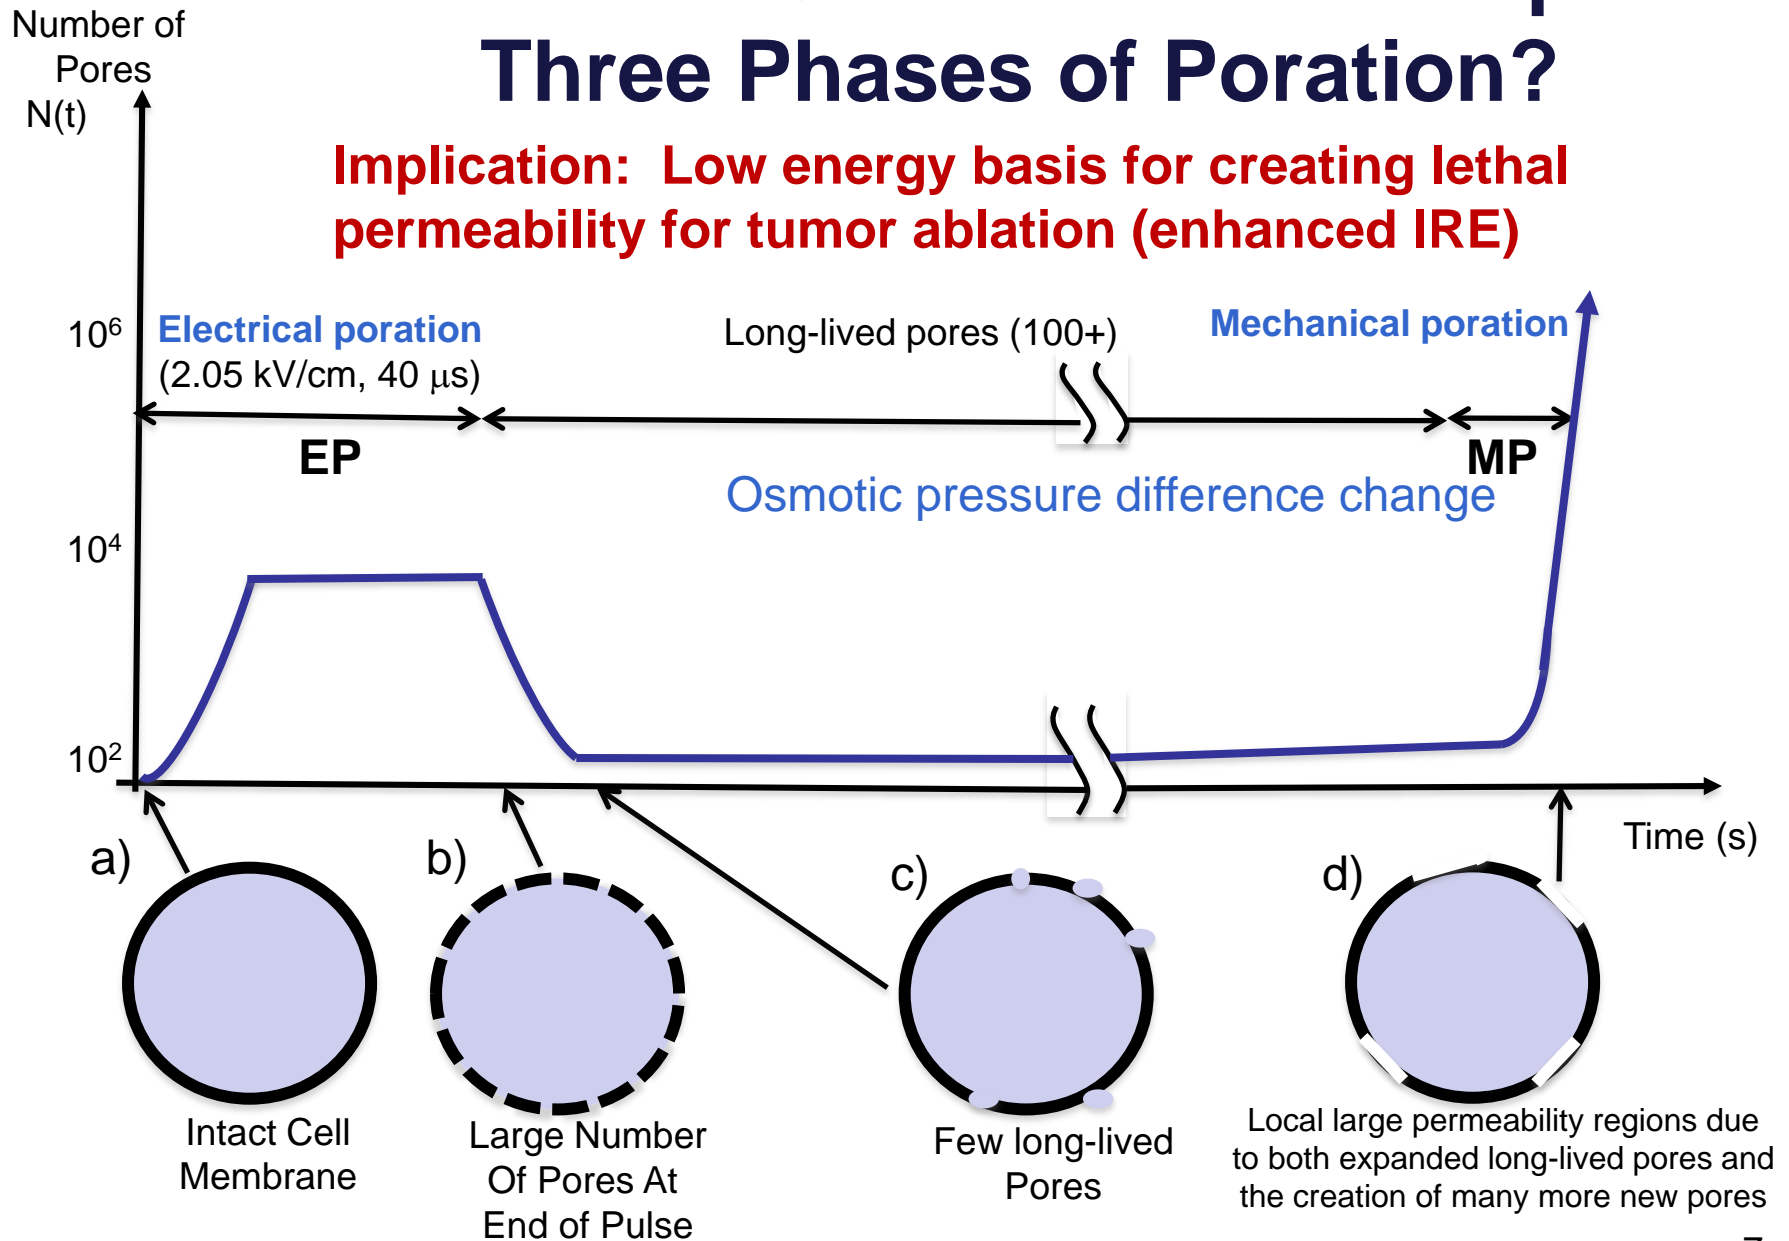 Number of
Pores
N(t)
Three Phases of Poration?
Implication:  Low energy basis for creating lethal
permeability for tumor ablation (enhanced IRE)
10⁶
Electrical poration
(2.05 kV/cm, 40 μs)
Long-lived pores (100+)
Mechanical poration
EP
MP
Osmotic pressure difference change
10⁴
10²
Time (s)
a)
b)
c)
d)
Intact Cell
Membrane
Large Number
Of Pores At
End of Pulse
Few long-lived
Pores
Local large permeability regions due
to both expanded long-lived pores and
the creation of many more new pores